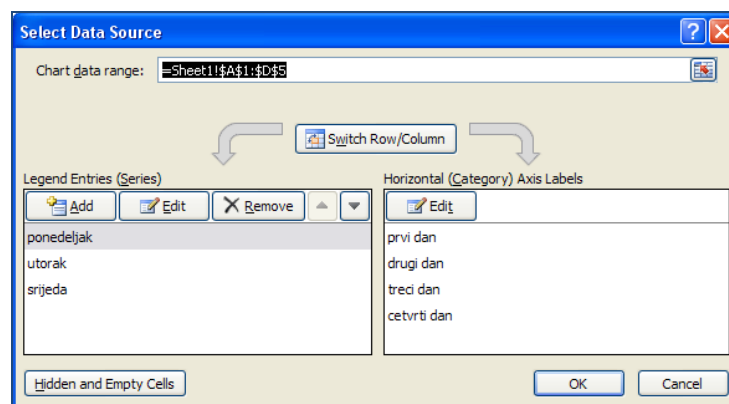 Select Data Source
Chart data range: =Sheet1!$A$1:$D$5
Switch Row/Column
Legend Entries (Series)
Add Edit Remove
ponedeljak
utorak
srijeda
Horizontal (Category) Axis Labels
Edit
prvi dan
drugi dan
treci dan
cetvrti dan
Hidden and Empty Cells
OK Cancel